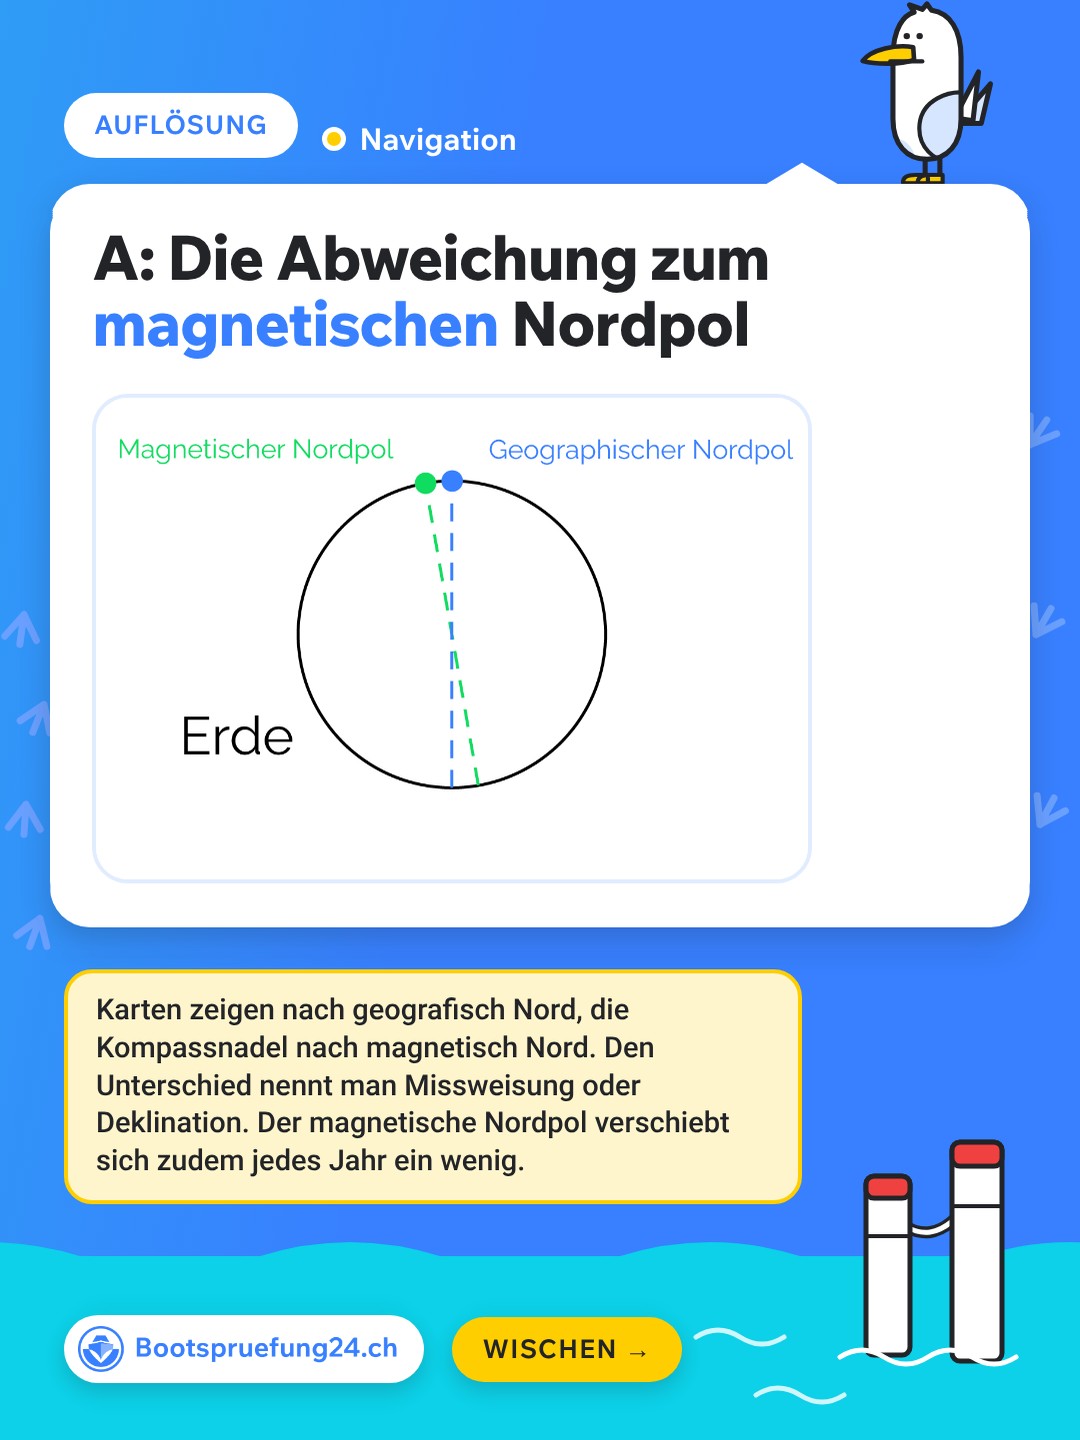 AUFLÖSUNG
Navigation
A: Die Abweichung zum
magnetischen Nordpol
Magnetischer Nordpol
Geographischer Nordpol
Erde
Karten zeigen nach geografisch Nord, die
Kompassnadel nach magnetisch Nord. Den
Unterschied nennt man Missweisung oder
Deklination. Der magnetische Nordpol verschiebt
sich zudem jedes Jahr ein wenig.
Bootspruefung24.ch
WISCHEN →